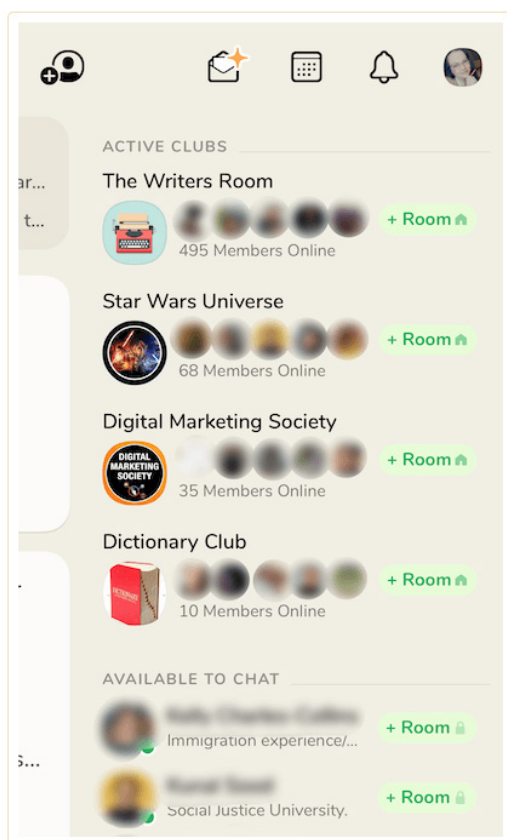 ar...
t...
ACTIVE CLUBS
The Writers Room
+ Room
495 Members Online
Star Wars Universe
+ Room
68 Members Online
Digital Marketing Society
DIGITAL
MARKETING
SOCIETY
+ Room
35 Members Online
Dictionary Club
+ Room
10 Members Online
AVAILABLE TO CHAT
+ Room
Immigration experience/...
s...
+ Room
Social Justice University.